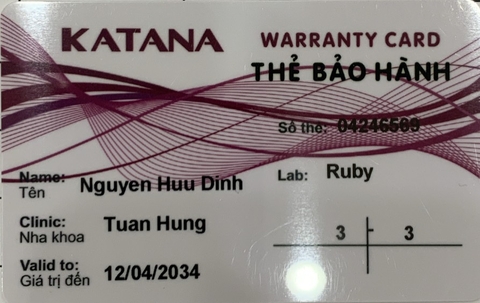 KATANA WARRANTY CARD
THẺ BẢO HÀNH
Số thẻ: 04246569
Name: Nguyen Huu Dinh Lab: Ruby
Tên
Clinic: Tuan Hung
Nha khoa
3 3
Valid to: 12/04/2034
Giá trị đến